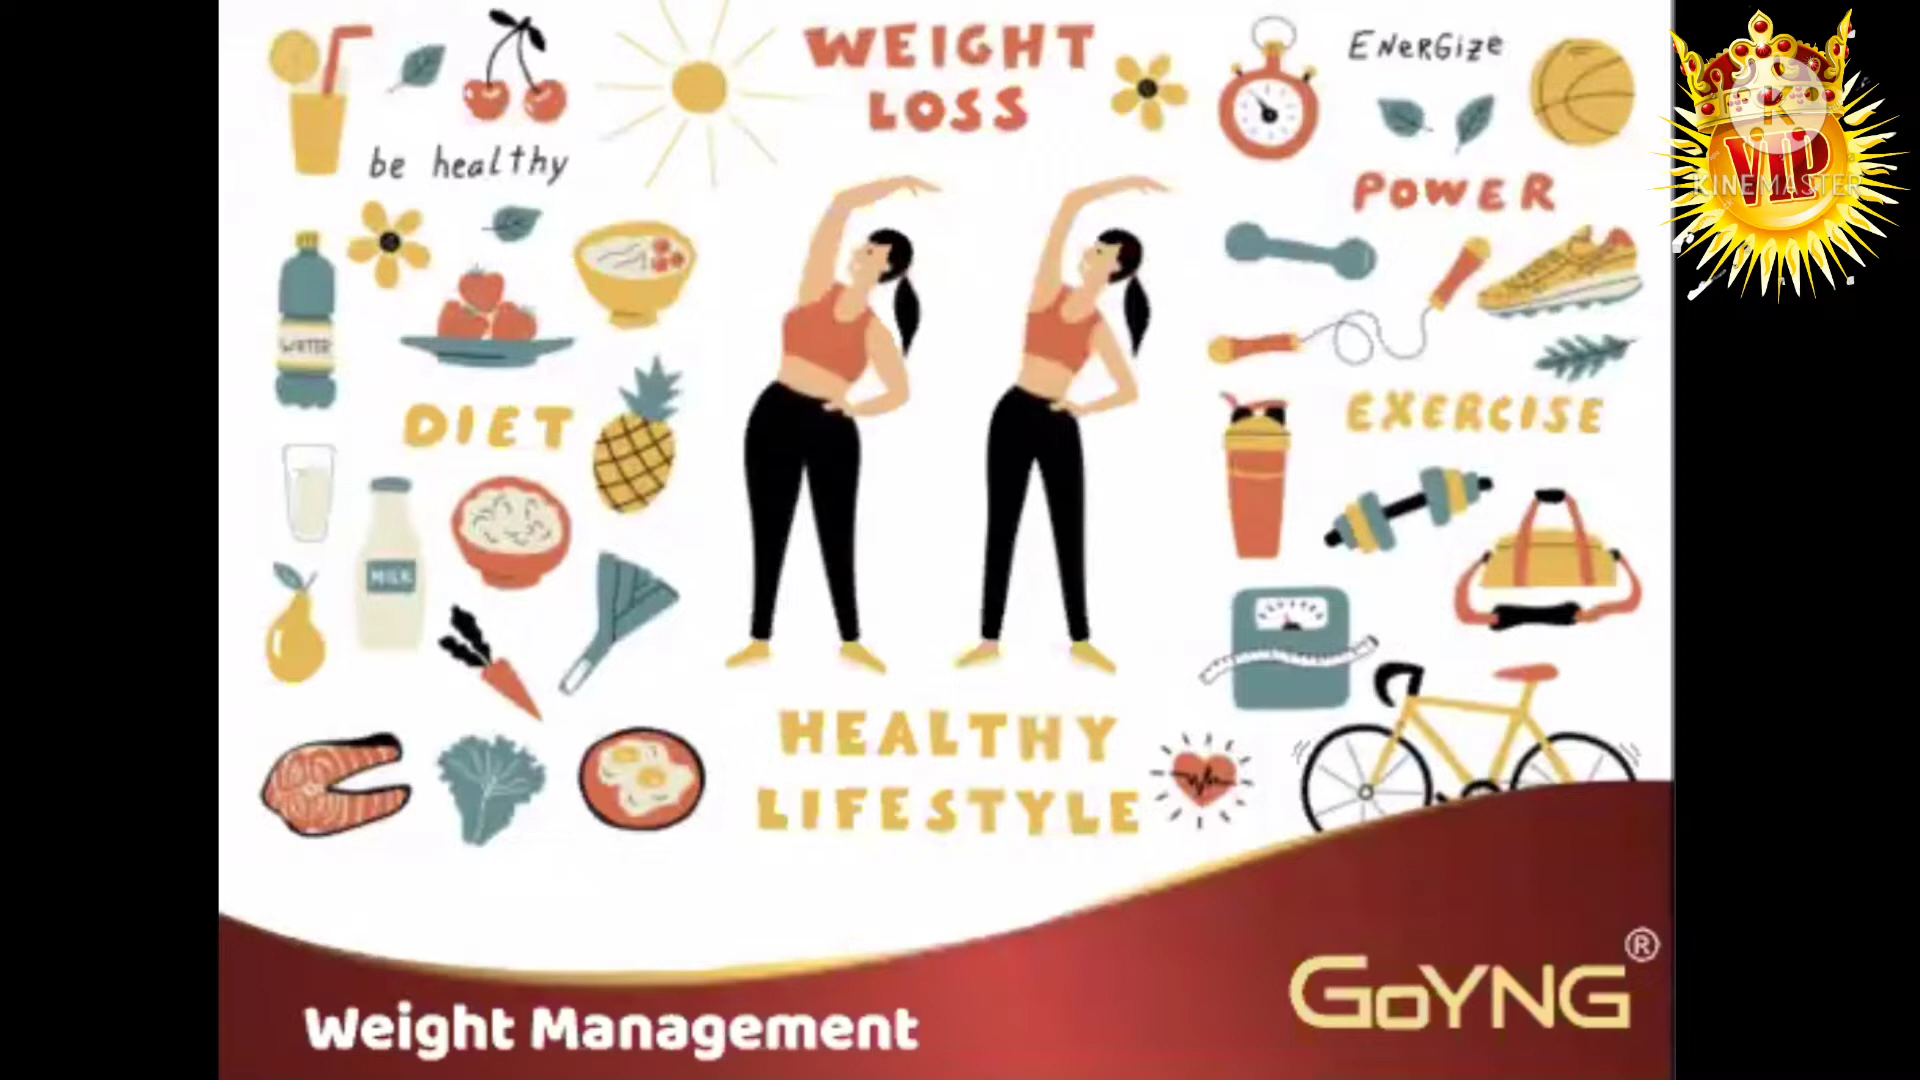 WEIGHT
LOSS
ENeRGize
be healthy
POWER
WATER
DIET
EXERCISE
MILK
HEALTHY
LIFESTYLE
Weight Management
GoYNG®
K
VIP
KINEMASTER